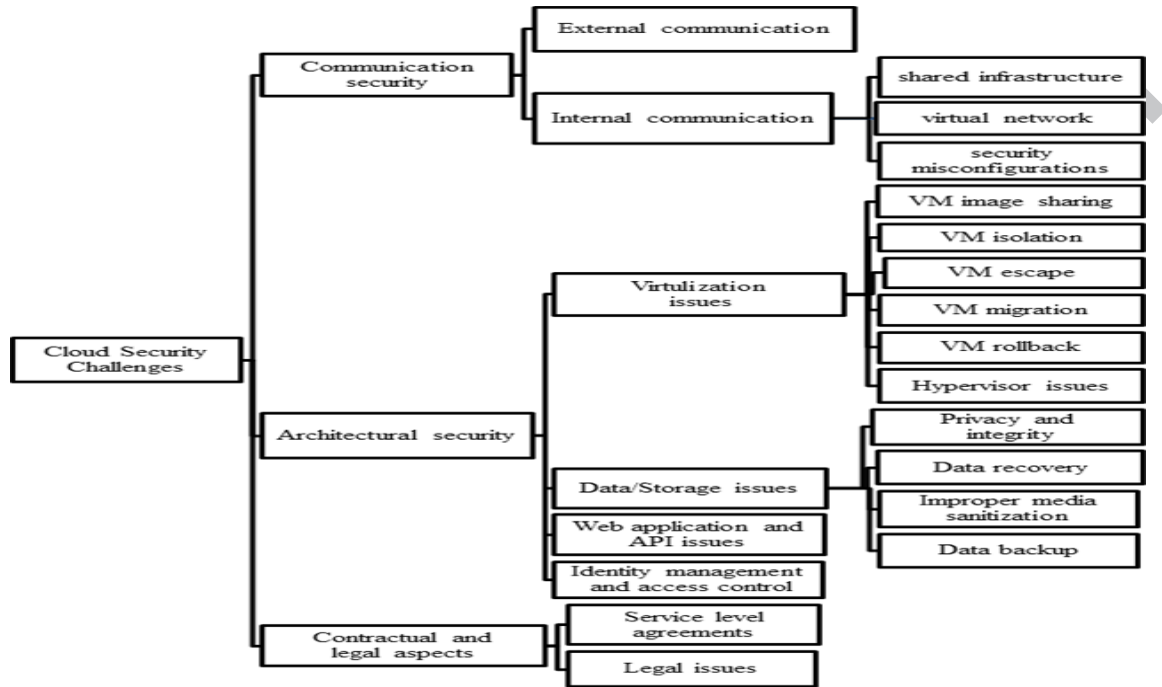 External communication
Communication
security
shared infrastructure
Internal communication
virtual network
security
misconfigurations
VM image sharing
VM isolation
Virtulization
issues
VM escape
VM migration
Cloud Security
Challenges
VM rollback
Hypervisor issues
Architectural security
Privacy and
integrity
Data/Storage issues
Data recovery
Improper media
sanitization
Web application and
API issues
Data backup
Identity management
and access control
Service level
agreements
Contractual and
legal aspects
Legal issues